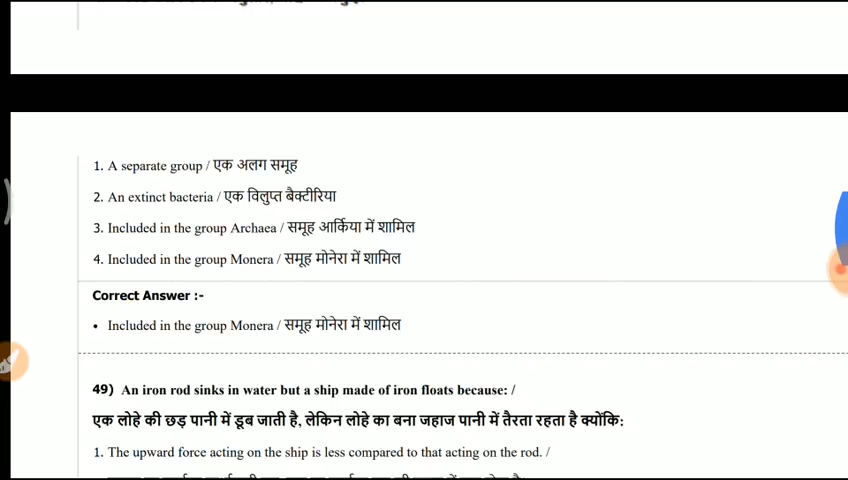 1. A separate group / एक अलग समूह
2. An extinct bacteria / एक विलुप्त बैक्टीरिया
3. Included in the group Archaea / समूह आर्किया में शामिल
4. Included in the group Monera / समूह मोनेरा में शामिल
Correct Answer :-
• Included in the group Monera / समूह मोनेरा में शामिल
49) An iron rod sinks in water but a ship made of iron floats because: /
एक लोहे की छड़ पानी में डूब जाती है, लेकिन लोहे का बना जहाज पानी में तैरता रहता है क्योंकि:
1. The upward force acting on the ship is less compared to that acting on the rod. /